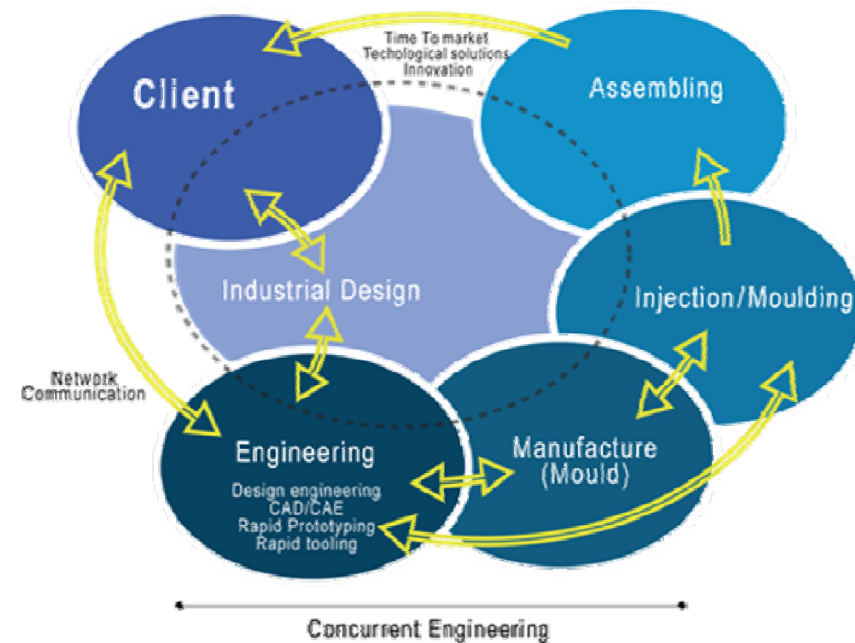 Time To market
Techological solutions
Innovation
Client
Assembling
Industrial Design
Injection/Moulding
Network
Communication
Engineering
Design engineering
CAD/CAE
Rapid Prototyping
Rapid tooling
Manufacture
(Mould)
Concurrent Engineering